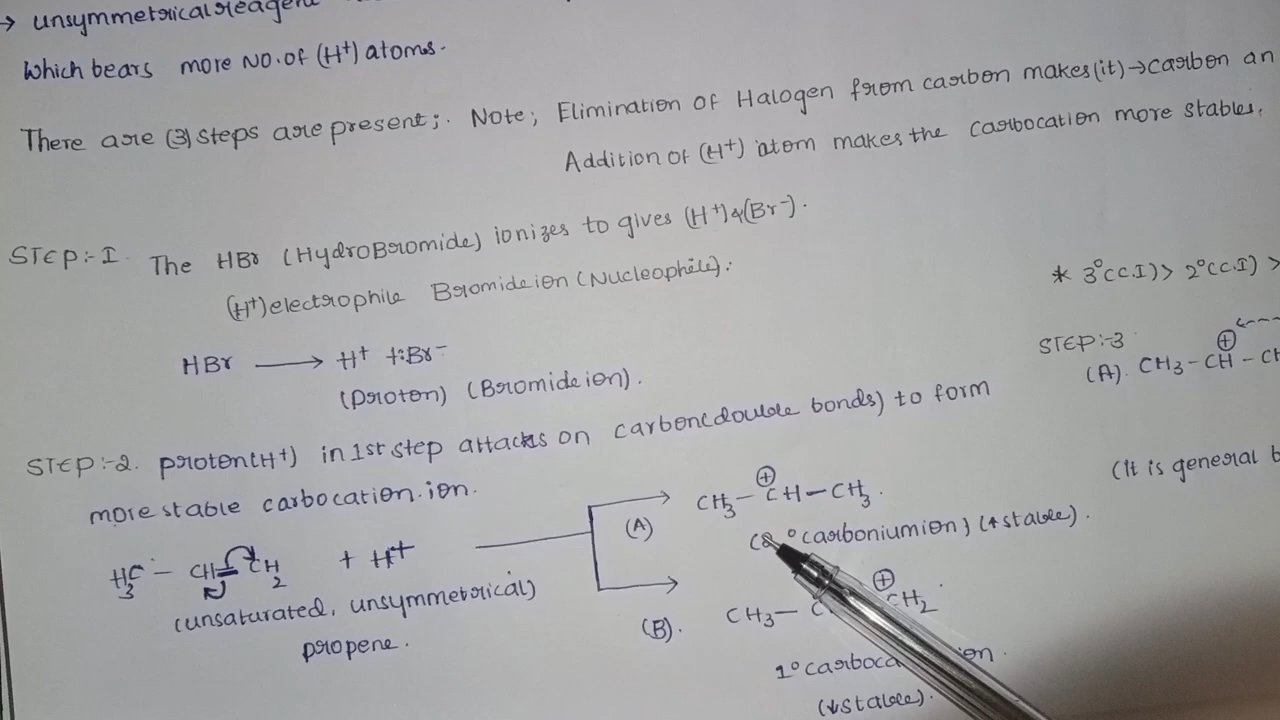 → unsymmetrical reagent
Which bears more NO. of (H⁺) atoms.
There are (3) steps are present;. Note; Elimination of Halogen from carbon makes (it) → carbon an
Addition of (H⁺) atom makes the carbocation more stables.
STEP:-I. The HBr (HydroBromide) ionizes to gives (H⁺) & (Br⁻).
(H⁺) electrophile Bromide ion (Nucleophile):
HBr ⟶ H⁺ + :Br⁻
(proton) (Bromide ion).
* 3°(C.I) > 2°(C.I) >
STEP:-2. proton (H⁺) in 1st step attacks on carbon (double bonds) to form
more stable carbocation.ion.
H₃C - CH=CH₂ + H⁺
(unsaturated, unsymmetrical)
propene.
(A) CH₃-CH-CH₃.
⊕
(2° carboniumion) (↑stable).
(B). CH₃- CH₂
⊕
1° carboca ion.
(↓stable).
STEP:-3
⊕
(A). CH₃-CH-CH
(It is general b